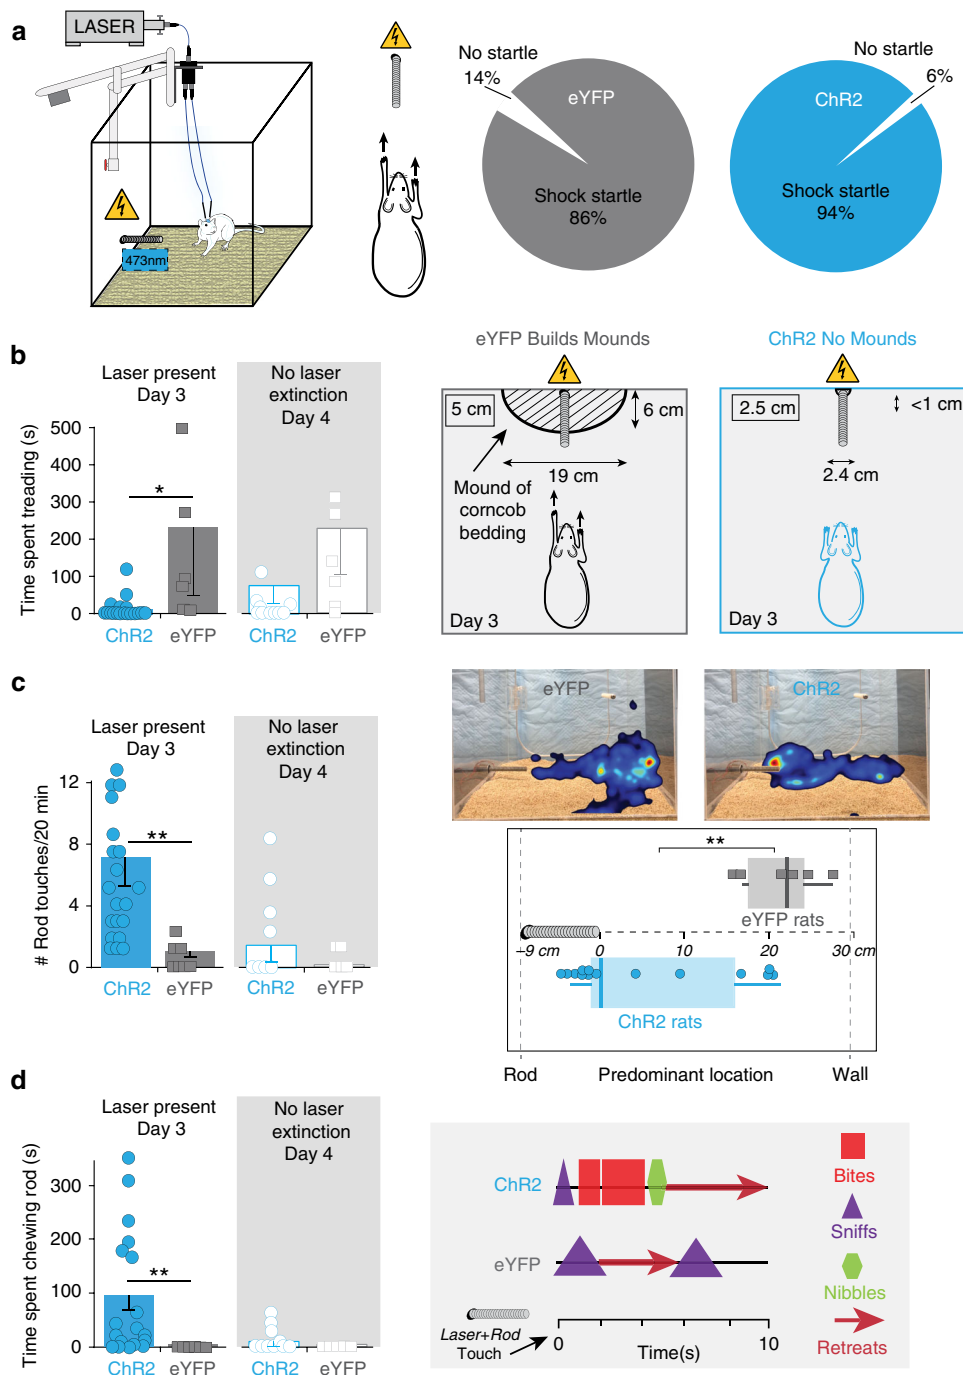 a
LASER
473nm
No startle
14%
eYFP
Shock startle
86%
No startle
6%
ChR2
Shock startle
94%
b
Laser present
Day 3
No laser
extinction
Day 4
Time spent treading (s)
500
400
300
200
100
0
*
ChR2
eYFP
ChR2
eYFP
eYFP Builds Mounds
5 cm
6 cm
19 cm
Mound of
corncob
bedding
Day 3
ChR2 No Mounds
2.5 cm
<1 cm
2.4 cm
Day 3
c
Laser present
Day 3
No laser
extinction
Day 4
# Rod touches/20 min
12
8
4
0
**
ChR2
eYFP
ChR2
eYFP
eYFP
ChR2
**
eYFP rats
–9 cm
0
10
20
30 cm
ChR2 rats
Rod
Predominant location
Wall
d
Laser present
Day 3
No laser
extinction
Day 4
Time spent chewing rod (s)
300
200
100
0
**
ChR2
eYFP
ChR2
eYFP
ChR2
eYFP
Laser+Rod
Touch
0
Time(s)
10
Bites
Sniffs
Nibbles
Retreats